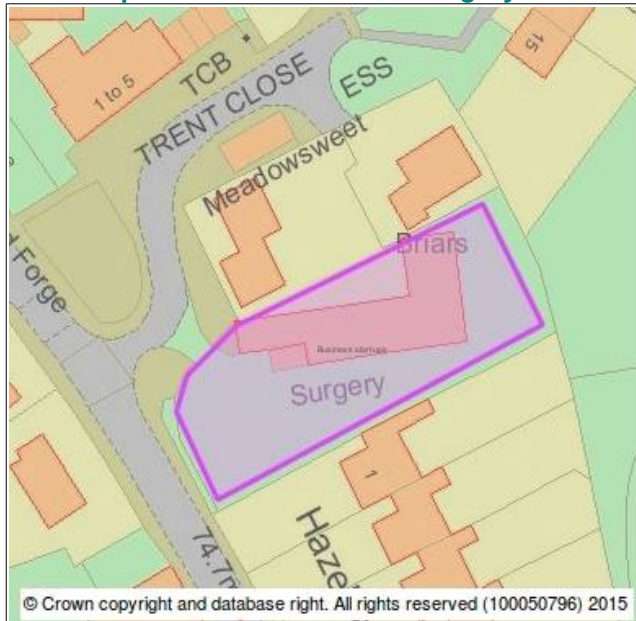 15
TCB
1 to 5
ESS
TRENT CLOSE
Meadowsweet
Briars
Forge
Business startups
Surgery
1
74.7m
© Crown copyright and database right. All rights reserved (100050796) 2015